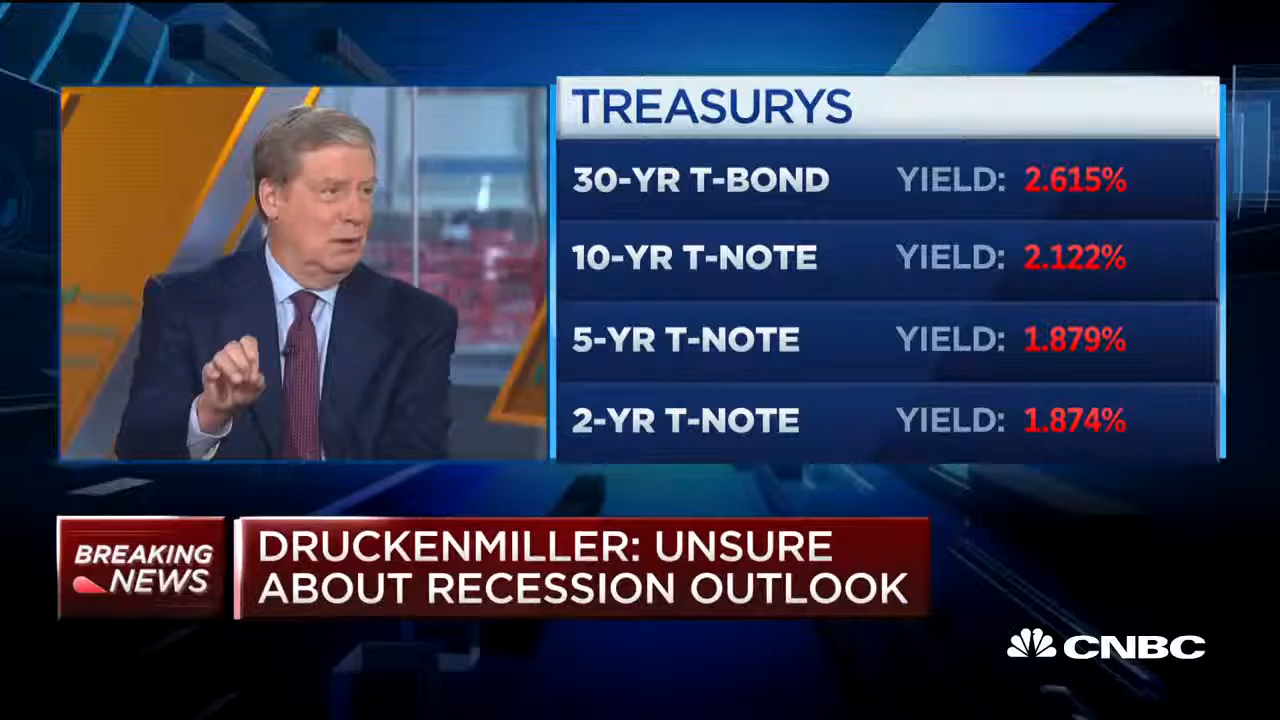 TREASURYS
30-YR T-BOND YIELD: 2.615%
10-YR T-NOTE YIELD: 2.122%
5-YR T-NOTE YIELD: 1.879%
2-YR T-NOTE YIELD: 1.874%
BREAKING
NEWS
DRUCKENMILLER: UNSURE
ABOUT RECESSION OUTLOOK
CNBC